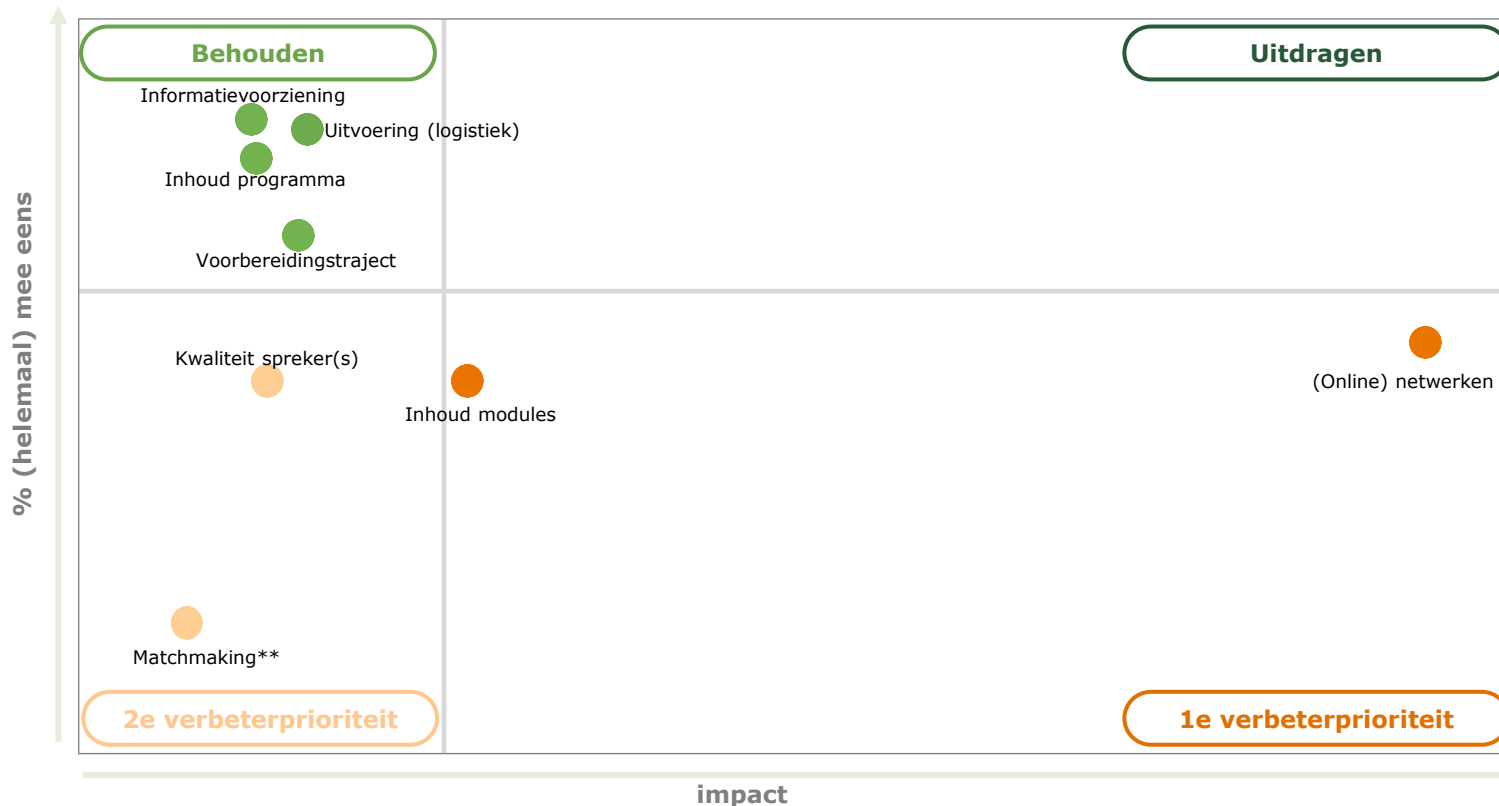 Behouden
Uitdragen
Informatievoorziening
Uitvoering (logistiek)
Inhoud programma
Voorbereidingstraject
% (helemaal) mee eens
Kwaliteit spreker(s)
(Online) netwerken
Inhoud modules
Matchmaking**
2e verbeterprioriteit
1e verbeterprioriteit
impact